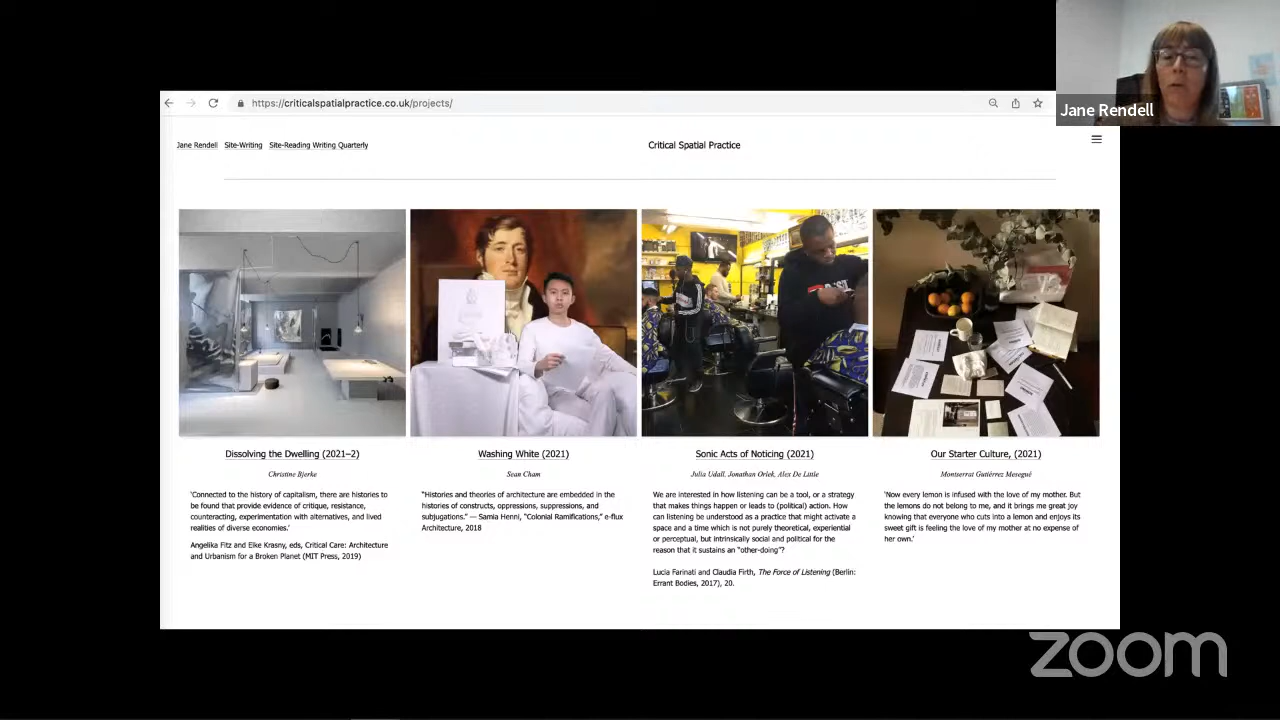 https://criticalspatialpractice.co.uk/projects/
Jane Rendell
Jane Rendell
Site-Writing
Site-Reading Writing Quarterly
Critical Spatial Practice
Dissolving the Dwelling (2021–2)
Christine Bjerke
'Connected to the history of capitalism, there are histories to
be found that provide evidence of critique, resistance,
counteracting, experimentation with alternatives, and lived
realities of diverse economies.'
Angelika Fitz and Elke Krasny, eds, Critical Care: Architecture
and Urbanism for a Broken Planet (MIT Press, 2019)
Washing White (2021)
Sean Cham
"Histories and theories of architecture are embedded in the
histories of constructs, oppressions, suppressions, and
subjugations." — Samia Henni, "Colonial Ramifications," e-flux
Architecture, 2018
Sonic Acts of Noticing (2021)
Julia Udall, Jonathan Orlek, Alex De Little
We are interested in how listening can be a tool, or a strategy
that makes things happen or leads to (political) action. How
can listening be understood as a practice that might activate a
space and a time which is not purely theoretical, experiential
or perceptual, but intrinsically social and political for the
reason that it sustains an "other-doing"?
Lucia Farinati and Claudia Firth, The Force of Listening (Berlin:
Errant Bodies, 2017), 20.
Our Starter Culture, (2021)
Montserrat Gutiérrez Mesegué
'Now every lemon is infused with the love of my mother. But
the lemons do not belong to me, and it brings me great joy
knowing that everyone who cuts into a lemon and enjoys its
sweet gift is feeling the love of my mother at no expense of
her own.'
zoom